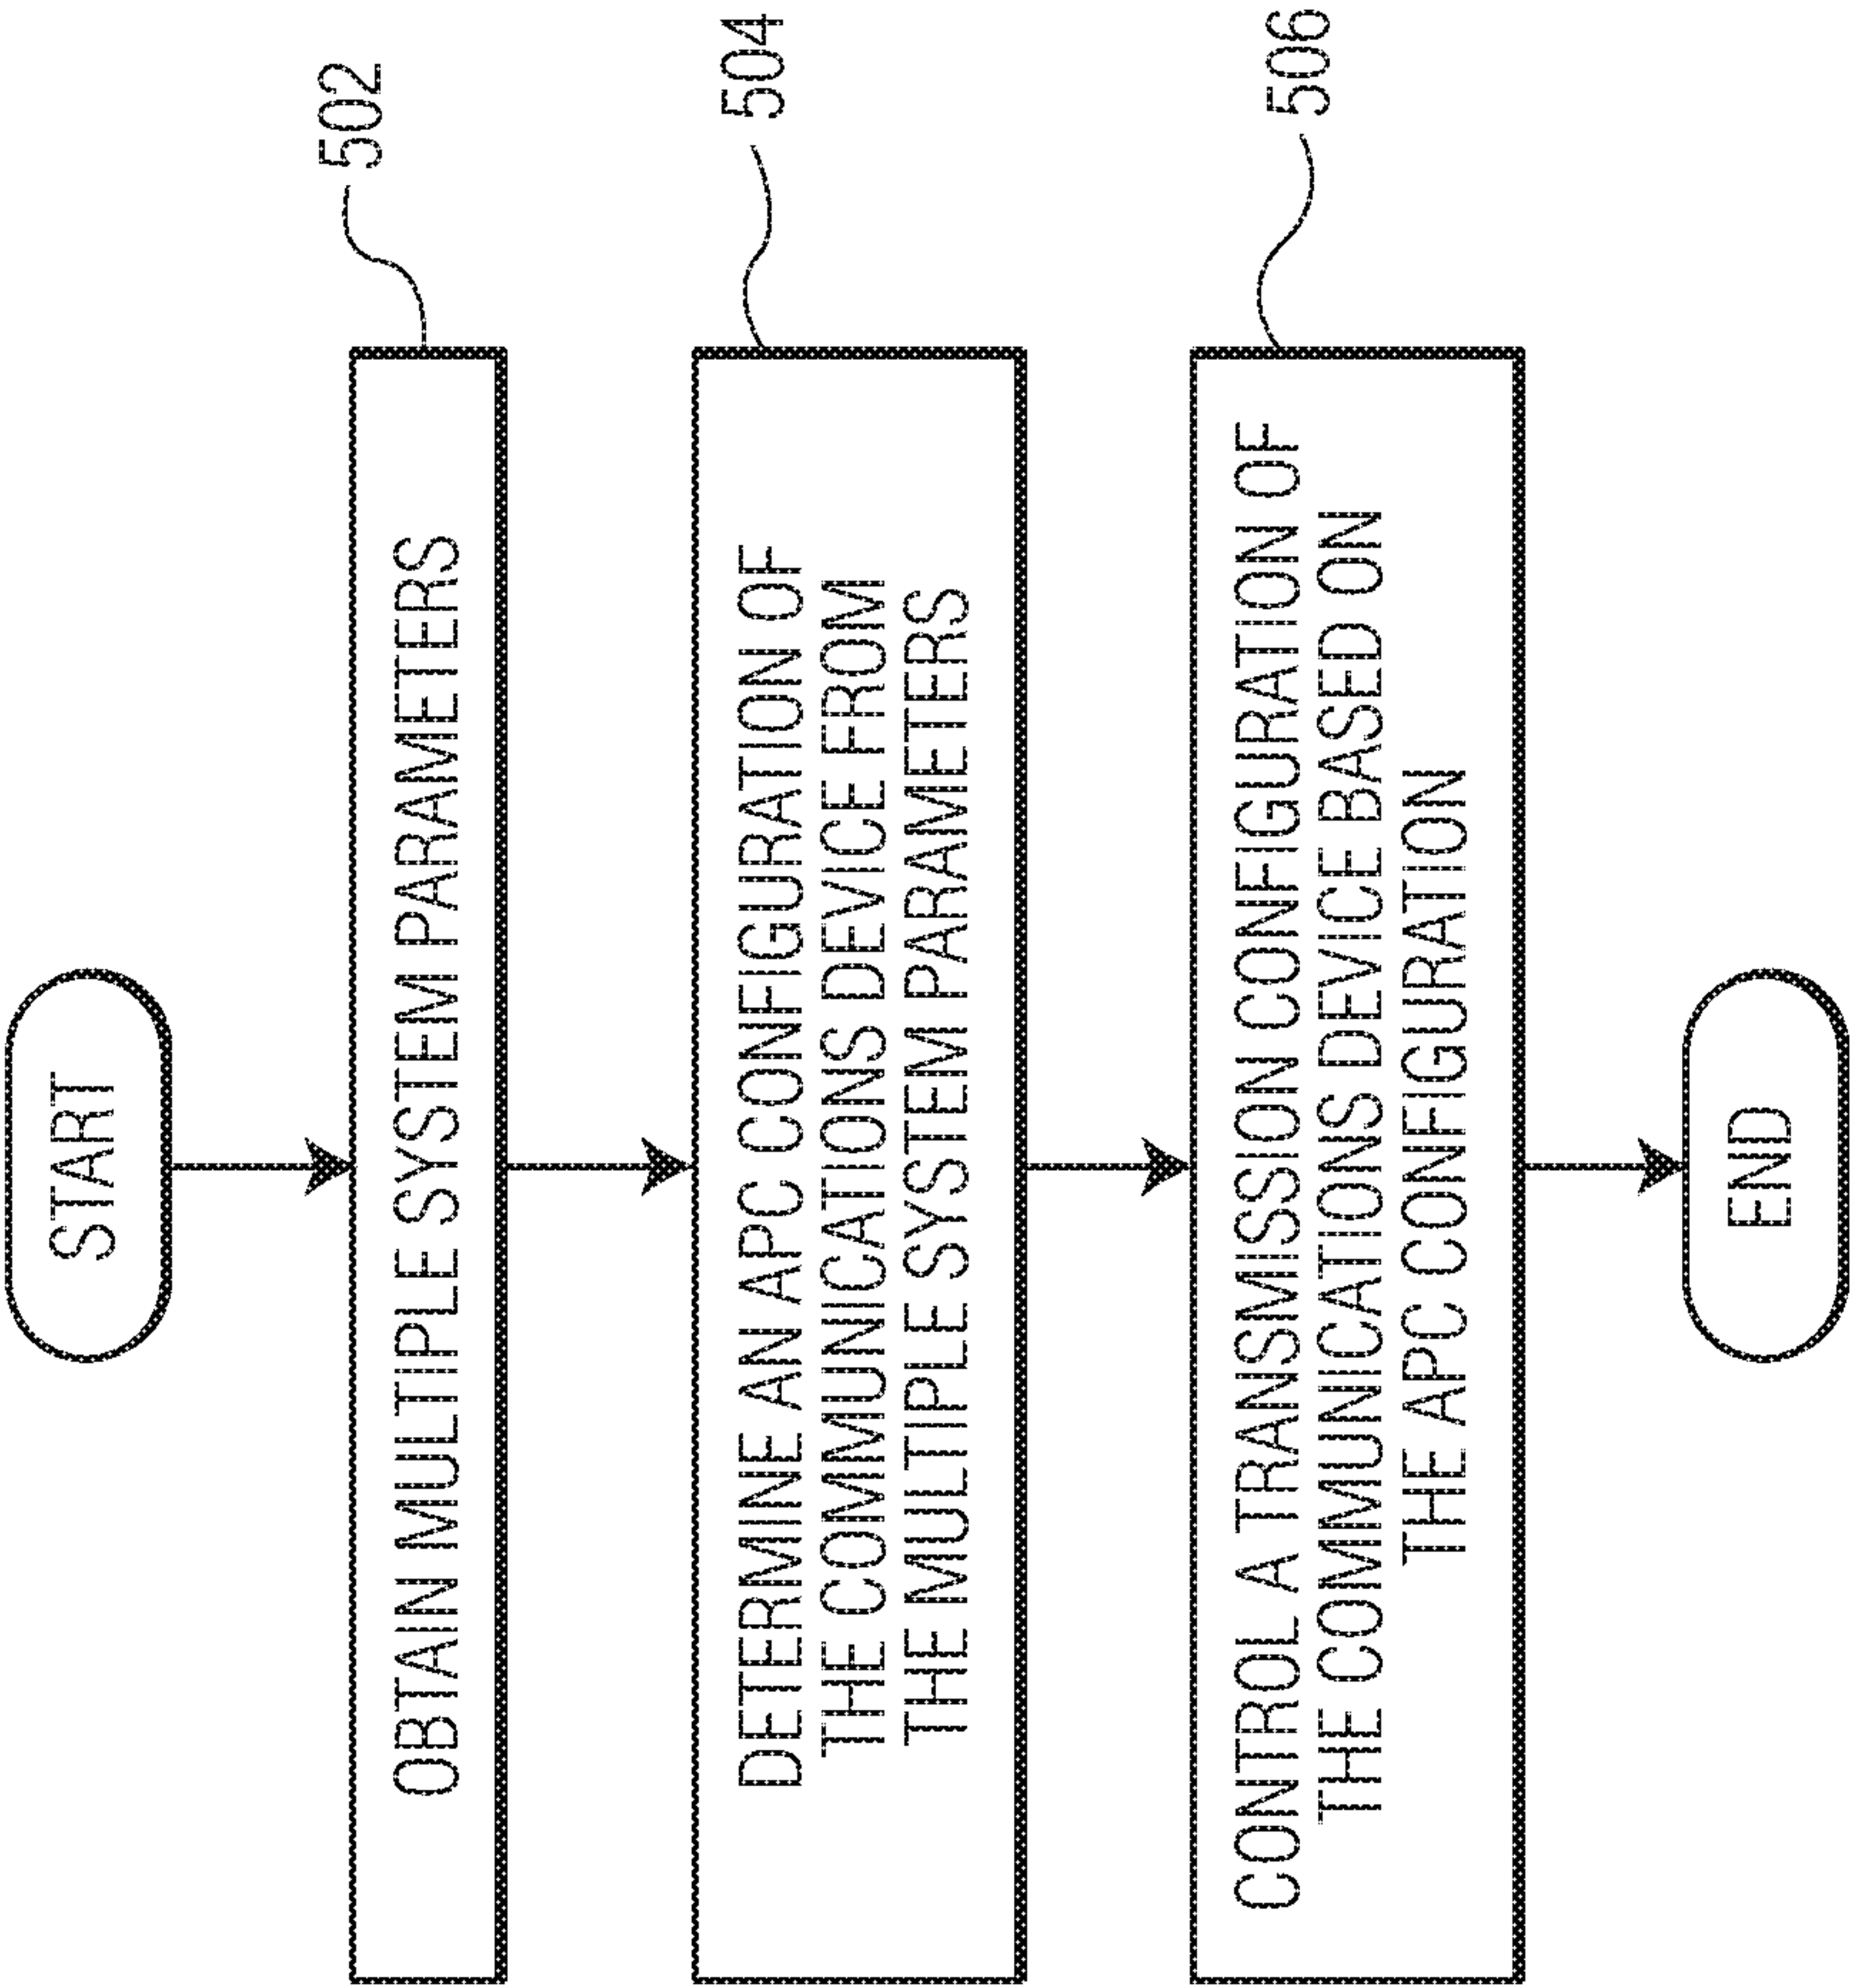 START
OBTAIN MULTIPLE SYSTEM PARAMETERS
502
DETERMINE AN APC CONFIGURATION OF
THE COMMUNICATIONS DEVICE FROM
THE MULTIPLE SYSTEM PARAMETERS
504
CONTROL A TRANSMISSION CONFIGURATION OF
THE COMMUNICATIONS DEVICE BASED ON
THE APC CONFIGURATION
506
END